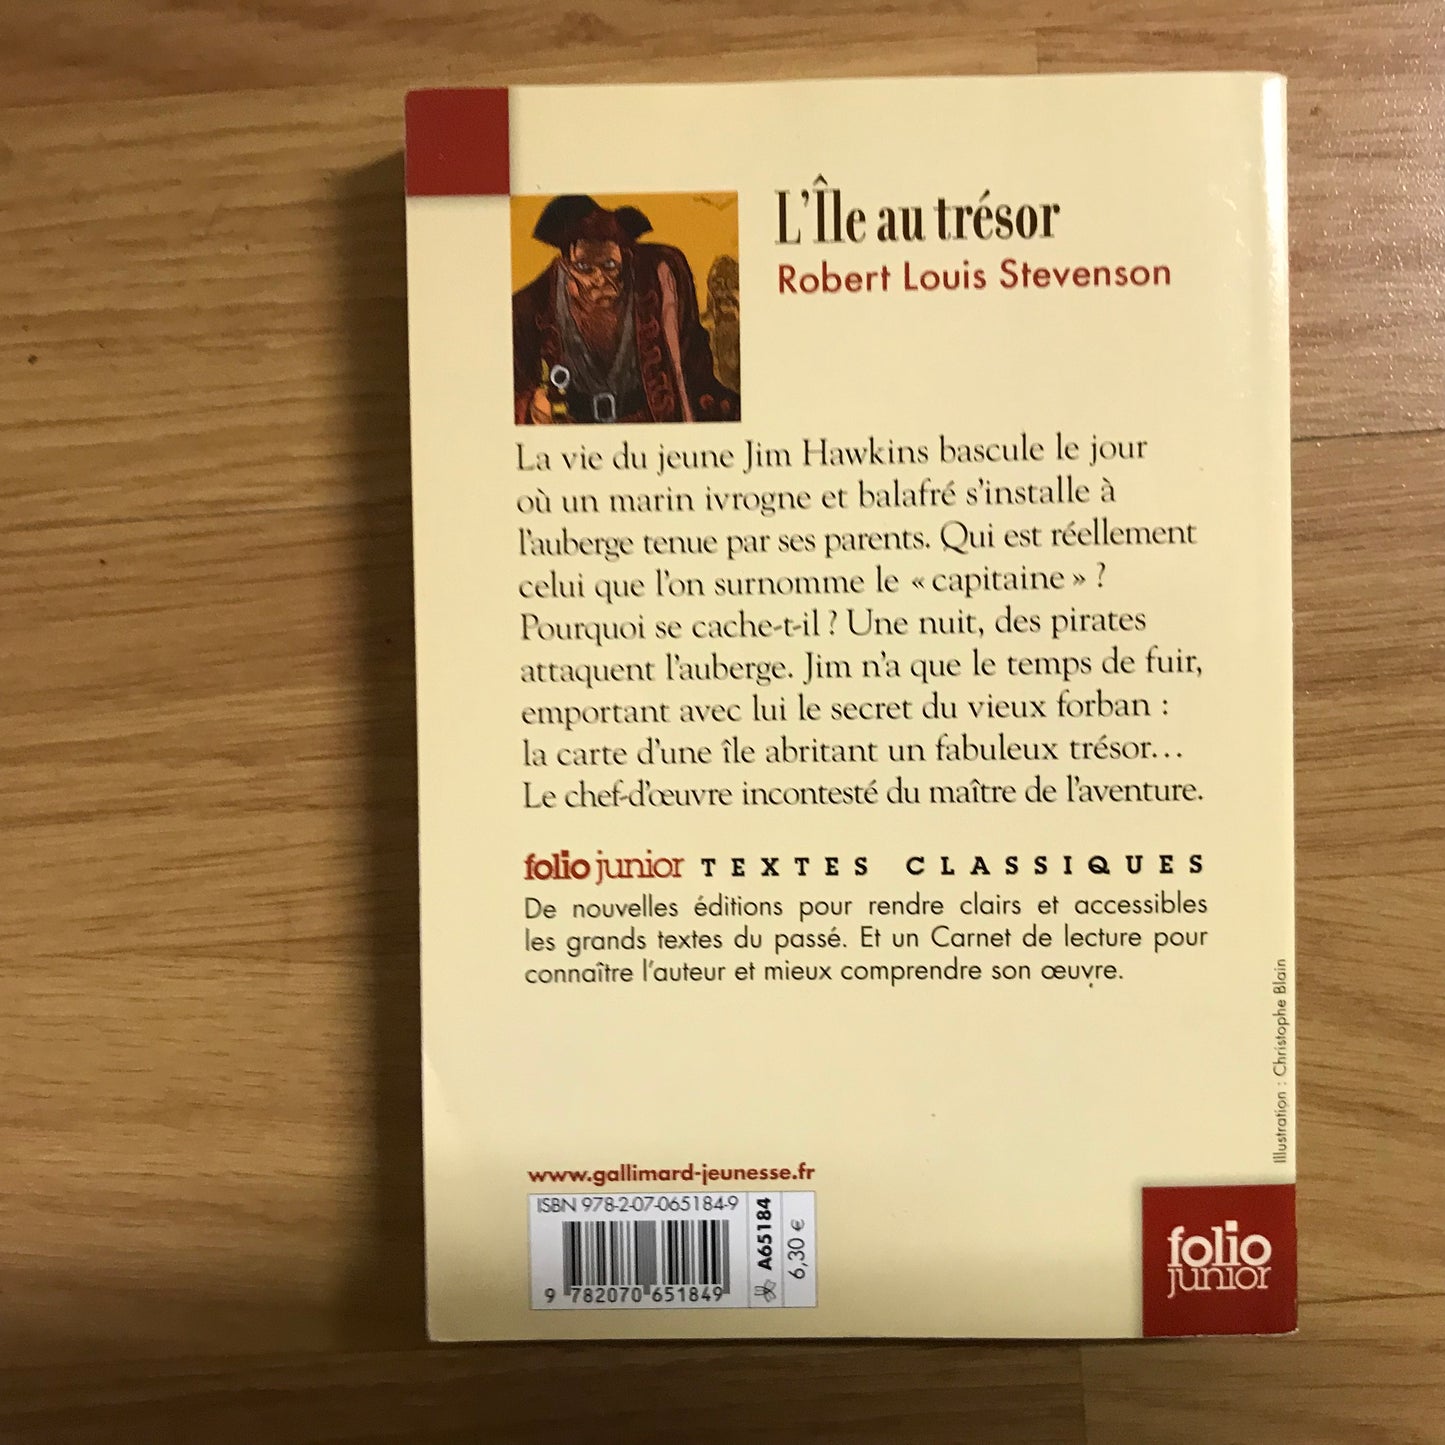 L'Île au trésor
Robert Louis Stevenson
La vie du jeune Jim Hawkins bascule le jour
où un marin ivrogne et balafré s'installe à
l'auberge tenue par ses parents. Qui est réellement
celui que l'on surnomme le « capitaine » ?
Pourquoi se cache-t-il ? Une nuit, des pirates
attaquent l'auberge. Jim n'a que le temps de fuir,
emportant avec lui le secret du vieux forban :
la carte d'une île abritant un fabuleux trésor...
Le chef-d'œuvre incontesté du maître de l'aventure.
folio junior TEXTES CLASSIQUES
De nouvelles éditions pour rendre clairs et accessibles
les grands textes du passé. Et un Carnet de lecture pour
connaître l'auteur et mieux comprendre son œuvre.
Illustration : Christophe Blain
www.gallimard-jeunesse.fr
ISBN 978-2-07-065184-9
9 782070 651849
A65184
6,30 €
folio
junior